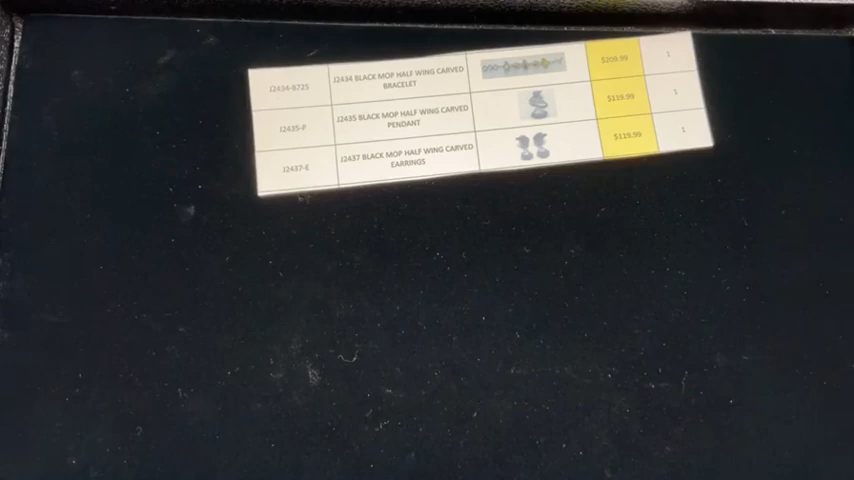 J2434-B725
J2434 BLACK MOP HALF WING CARVED
BRACELET
$209.99
1
J2435-P
J2435 BLACK MOP HALF WING CARVED
PENDANT
$119.99
1
J2437-E
J2437 BLACK MOP HALF WING CARVED
EARRINGS
$119.99
1